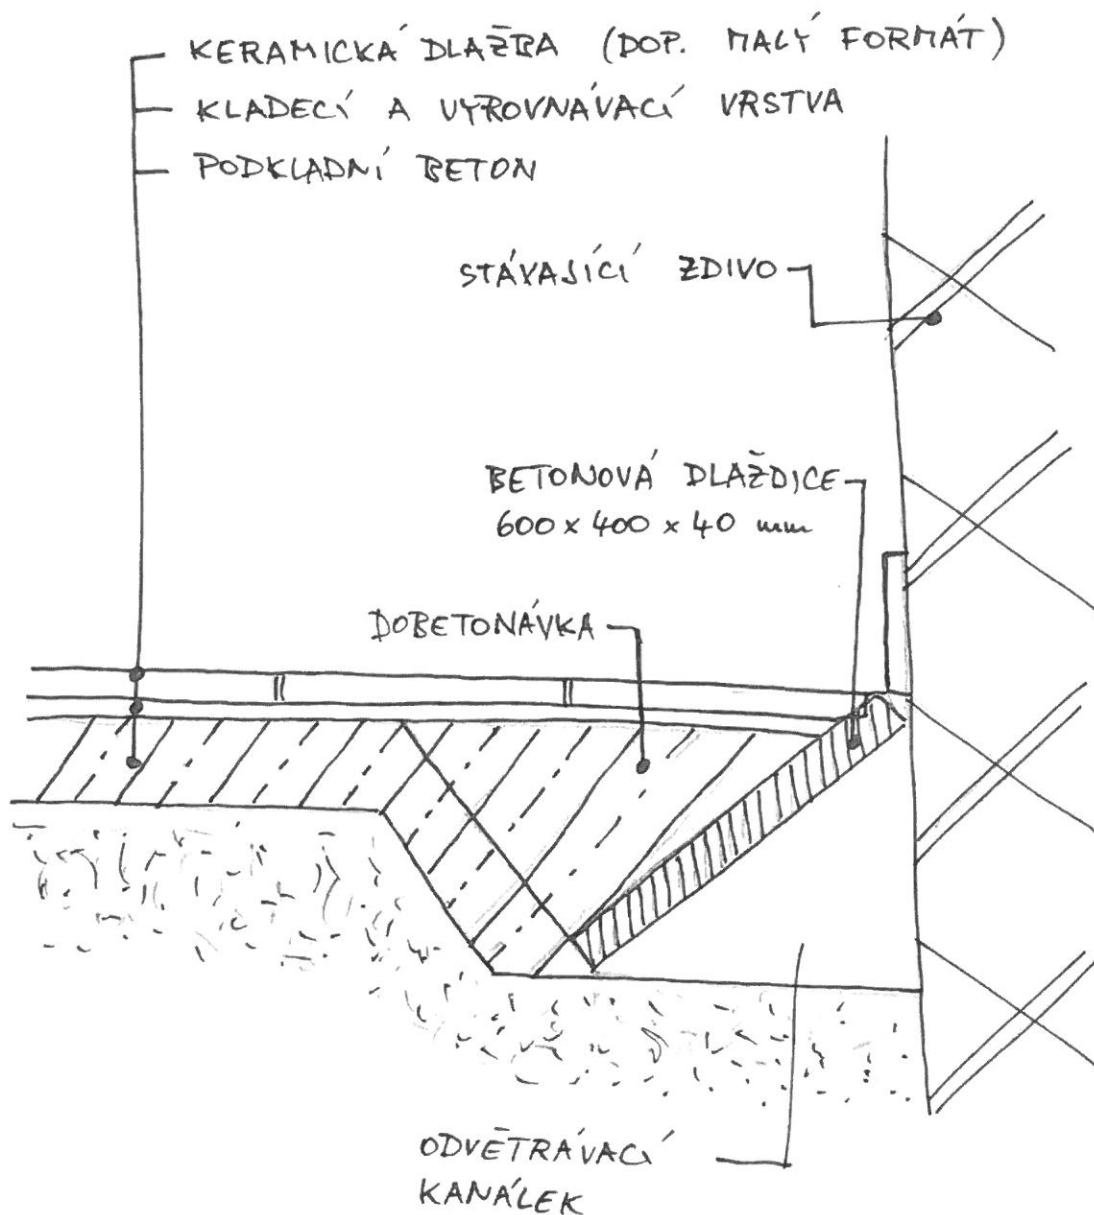 KERAMICKÁ DLAŽBA (DOP. MALÝ FORMÁT)
KLADECÍ A VYROVNÁVACÍ VRSTVA
PODKLADNÍ BETON
STÁVAJÍCÍ ZDIVO
BETONOVÁ DLAŽDICE
600 x 400 x 40 mm
DOBETONÁVKA
ODVĚTRÁVACÍ
KANÁLEK